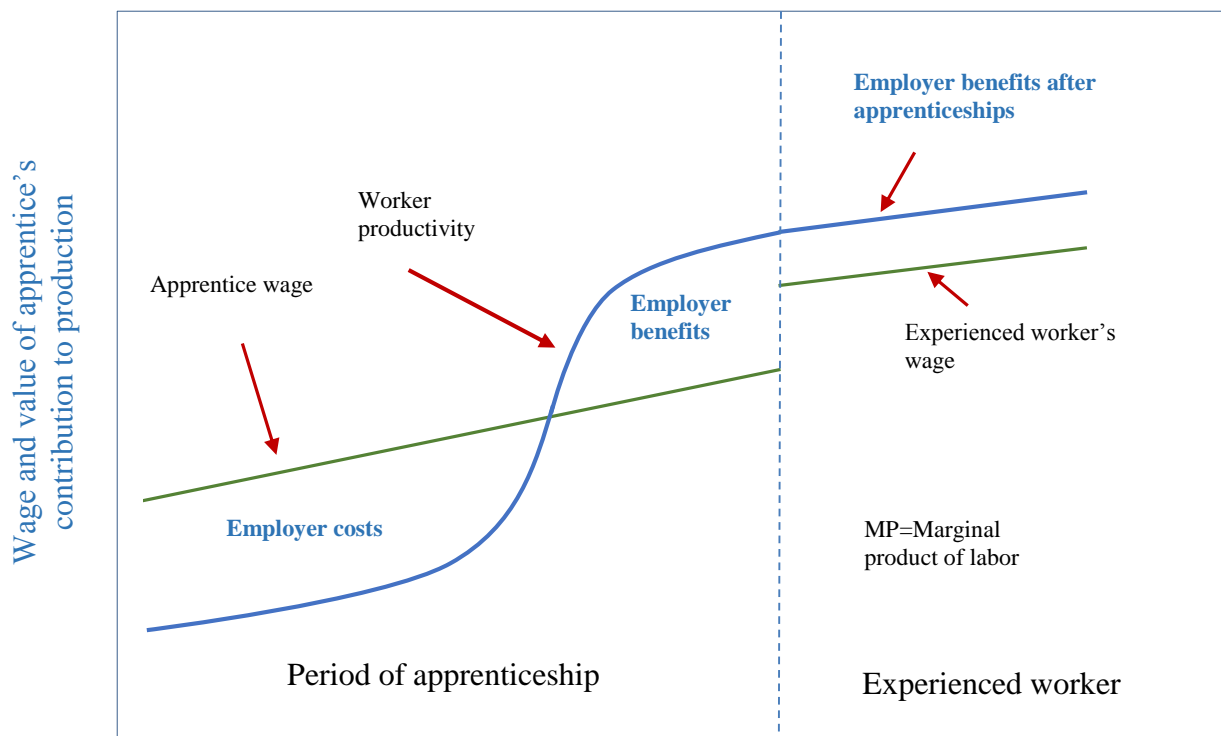 Wage and value of apprentice’s
contribution to production
Employer benefits after
apprenticeships
Worker
productivity
Apprentice wage
Employer
benefits
Experienced worker’s
wage
Employer costs
MP=Marginal
product of labor
Period of apprenticeship
Experienced worker